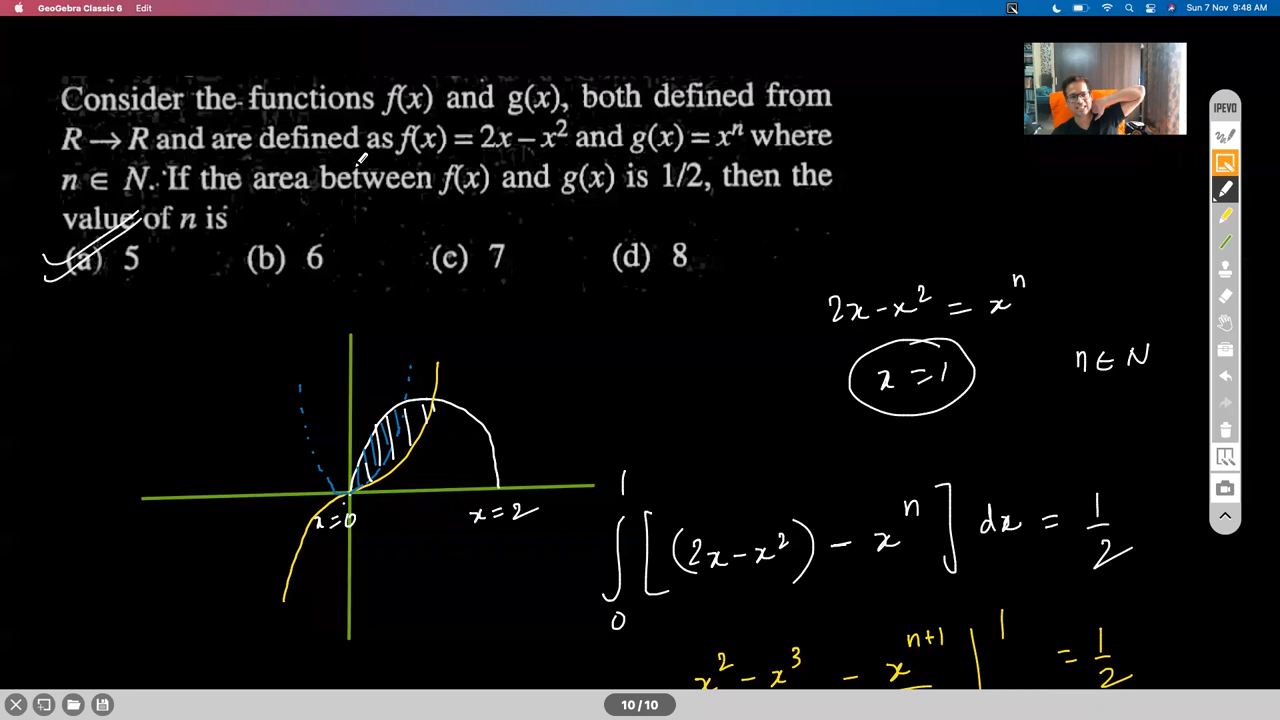 GeoGebra Classic 6 Edit
Sun 7 Nov 9:48 AM
IPEVO
Consider the functions f(x) and g(x), both defined from
R → R and are defined as f(x) = 2x – x² and g(x) = xⁿ where
n ∈ N. If the area between f(x) and g(x) is 1/2, then the
value of n is
(a) 5 (b) 6 (c) 7 (d) 8
2x – x² = xⁿ
x = 1
n ∈ N
x=0
x=2
∫₀¹ [(2x – x²) – xⁿ] dx = 1/2
x² – x³ – xⁿ⁺¹ |¹ = 1/2
10 / 10